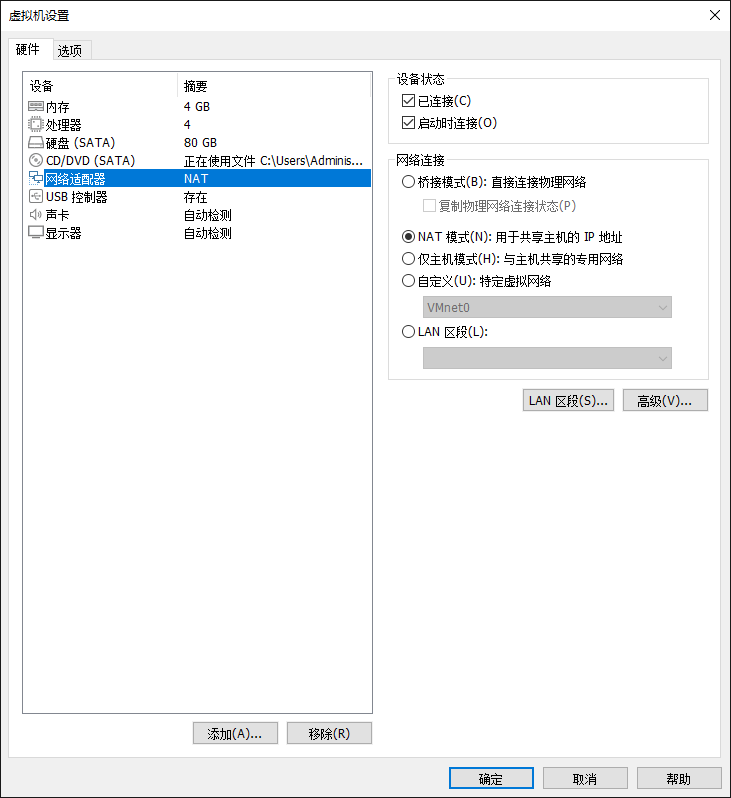 虚拟机设置
硬件 选项
设备 摘要
内存 4 GB
处理器 4
硬盘 (SATA) 80 GB
CD/DVD (SATA) 正在使用文件 C:\Users\Adminis...
网络适配器 NAT
USB 控制器 存在
声卡 自动检测
显示器 自动检测
添加(A)... 移除(R)
设备状态
已连接(C)
启动时连接(O)
网络连接
桥接模式(B): 直接连接物理网络
复制物理网络连接状态(P)
NAT 模式(N): 用于共享主机的 IP 地址
仅主机模式(H): 与主机共享的专用网络
自定义(U): 特定虚拟网络
VMnet0
LAN 区段(L):
LAN 区段(S)... 高级(V)...
确定 取消 帮助